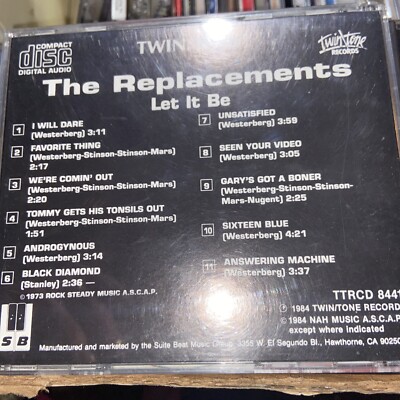 COMPACT
disc
DIGITAL AUDIO
TWIN
Twin/Tone
RECORDS
The Replacements
Let It Be
1 I WILL DARE
(Westerberg) 3:11
2 FAVORITE THING
(Westerberg-Stinson-Stinson-Mars)
2:17
3 WE'RE COMIN' OUT
(Westerberg-Stinson-Stinson-Mars)
2:20
4 TOMMY GETS HIS TONSILS OUT
(Westerberg-Stinson-Stinson-Mars)
1:51
5 ANDROGYNOUS
(Westerberg) 3:14
6 BLACK DIAMOND
(Stanley) 2:36 —
©1973 ROCK STEADY MUSIC A.S.C.A.P.
7 UNSATISFIED
(Westerberg) 3:59
8 SEEN YOUR VIDEO
(Westerberg) 3:05
9 GARY'S GOT A BONER
(Westerberg-Stinson-Stinson-
Mars-Nugent) 2:25
10 SIXTEEN BLUE
(Westerberg) 4:21
11 ANSWERING MACHINE
(Westerberg) 3:37
TTRCD 8441
℗ 1984 TWIN/TONE RECORD
© 1984 NAH MUSIC A.S.C.A.P.
except where indicated
S B
Manufactured and marketed by the Suite Beat Music Group, 3355 W. El Segundo Bl., Hawthorne, CA 90250